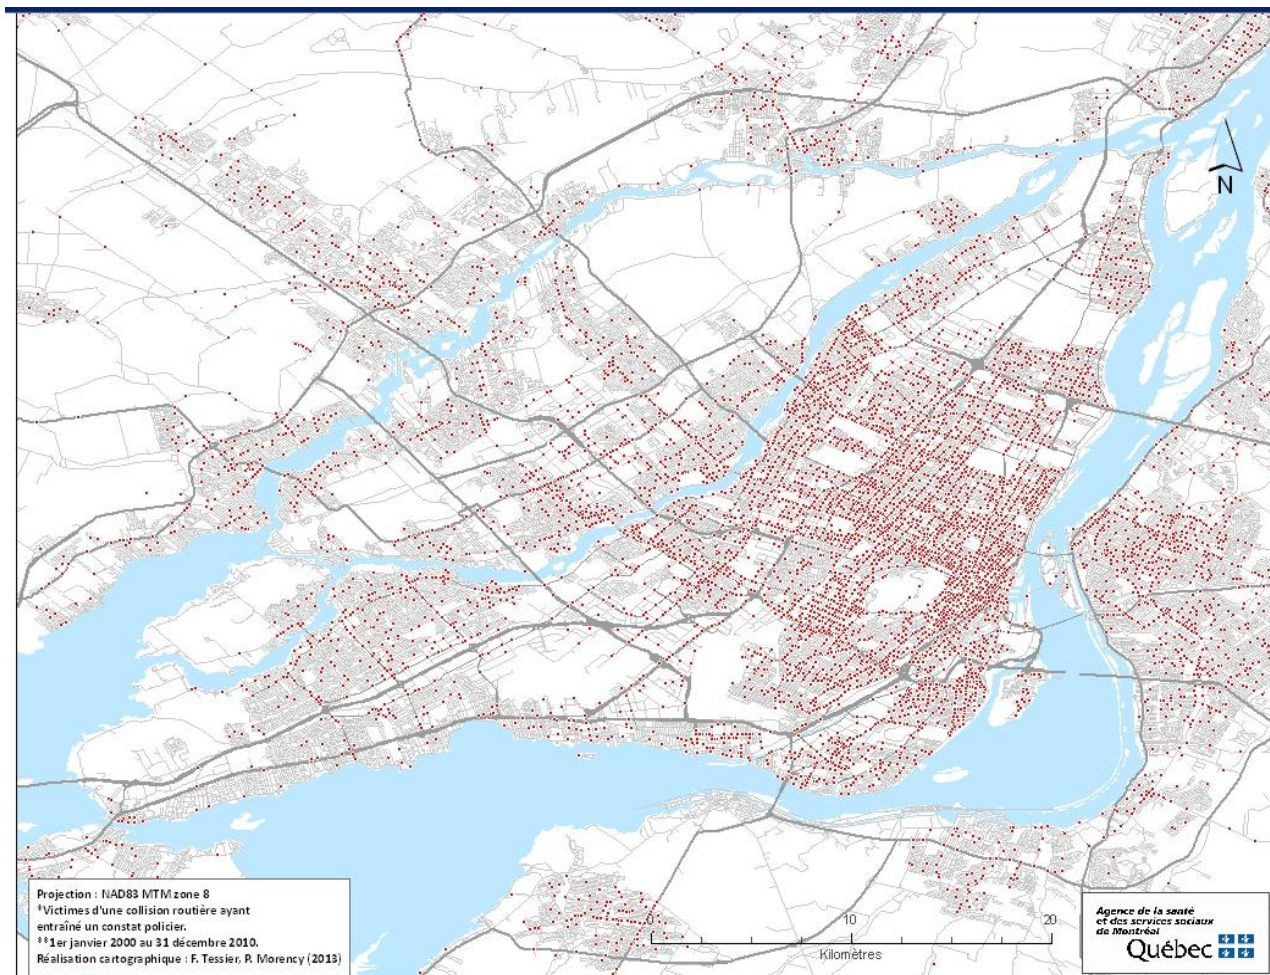 N
Projection : NAD83 MTM zone 8
*Victimes d'une collision routière ayant
entraîné un constat policier.
**1er janvier 2000 au 31 décembre 2010.
Réalisation cartographique : F. Tessier, P. Morency (2013)
0 10 20
Kilomètres
Agence de la santé
et des services sociaux
de Montréal
Québec